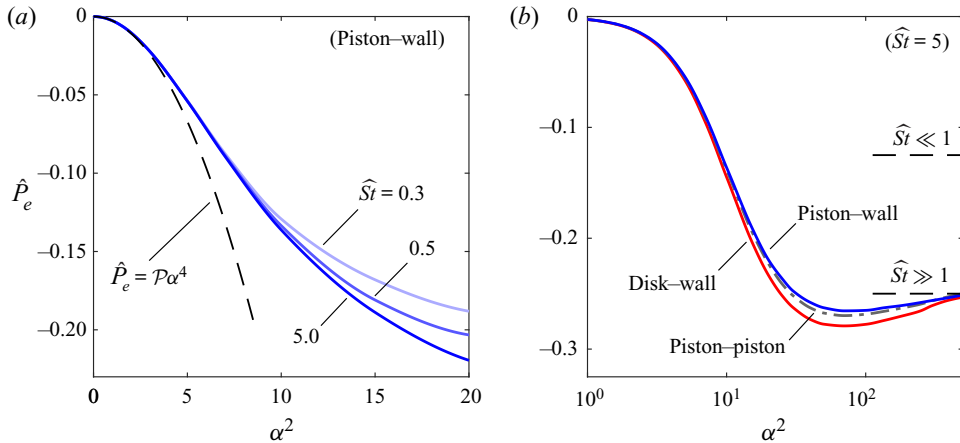 (a)
(Piston–wall)
0
−0.05
−0.10
−0.15
−0.20
P̂ₑ
P̂ₑ = 𝒫α⁴
Ŝt = 0.3
0.5
5.0
0 5 10 15 20
α²
(b)
(Ŝt = 5)
0
−0.1
−0.2
−0.3
Ŝt ≪ 1
Piston–wall
Ŝt ≫ 1
Disk–wall
Piston–piston
10⁰ 10¹ 10²
α²